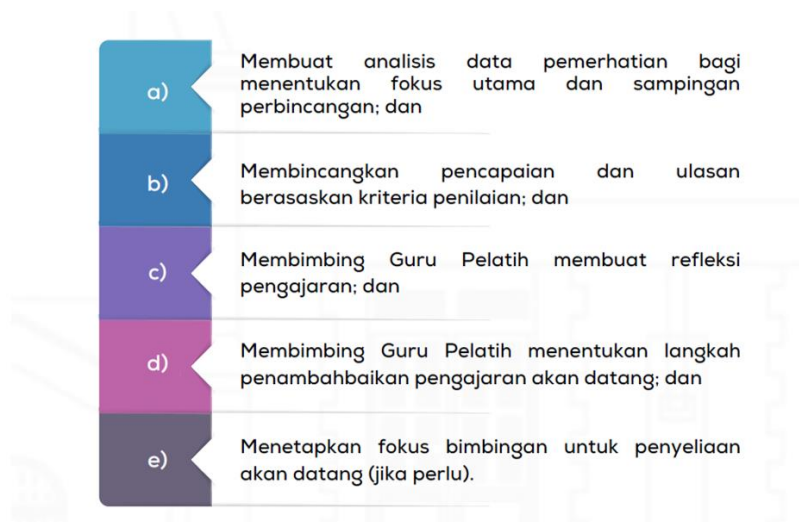 a)
Membuat analisis data pemerhatian bagi
menentukan fokus utama dan sampingan
perbincangan; dan
b)
Membincangkan pencapaian dan ulasan
berasaskan kriteria penilaian; dan
c)
Membimbing Guru Pelatih membuat refleksi
pengajaran; dan
d)
Membimbing Guru Pelatih menentukan langkah
penambahbaikan pengajaran akan datang; dan
e)
Menetapkan fokus bimbingan untuk penyeliaan
akan datang (jika perlu).